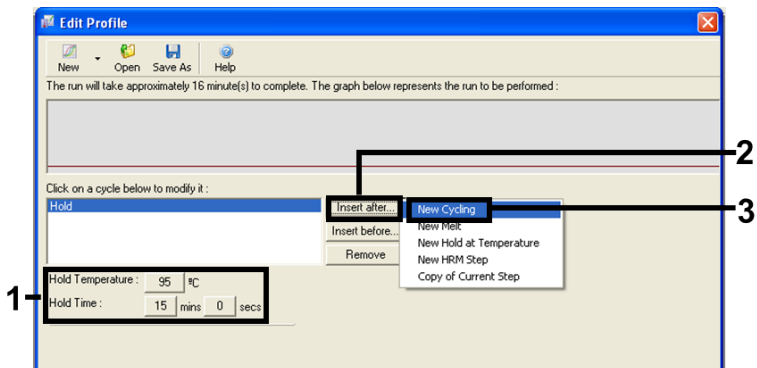 Edit Profile
New Open Save As Help
The run will take approximately 16 minute(s) to complete. The graph below represents the run to be performed :
2
Click on a cycle below to modify it :
Hold
Insert after...
New Cycling
3
Insert before...
New Melt
Remove
New Hold at Temperature
New HRM Step
Copy of Current Step
1
Hold Temperature : 95 ºC
Hold Time : 15 mins 0 secs